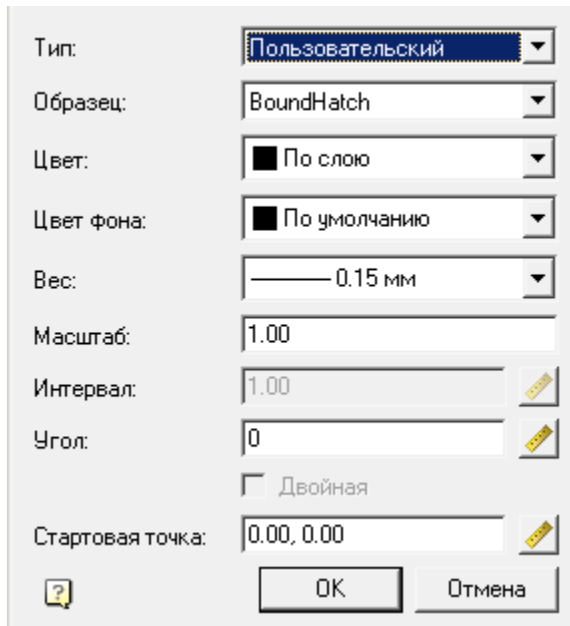 Тип: Пользовательский
Образец: BoundHatch
Цвет: По слою
Цвет фона: По умолчанию
Вес: 0.15 мм
Масштаб: 1.00
Интервал: 1.00
Угол: 0
Двойная
Стартовая точка: 0.00, 0.00
? OK Отмена